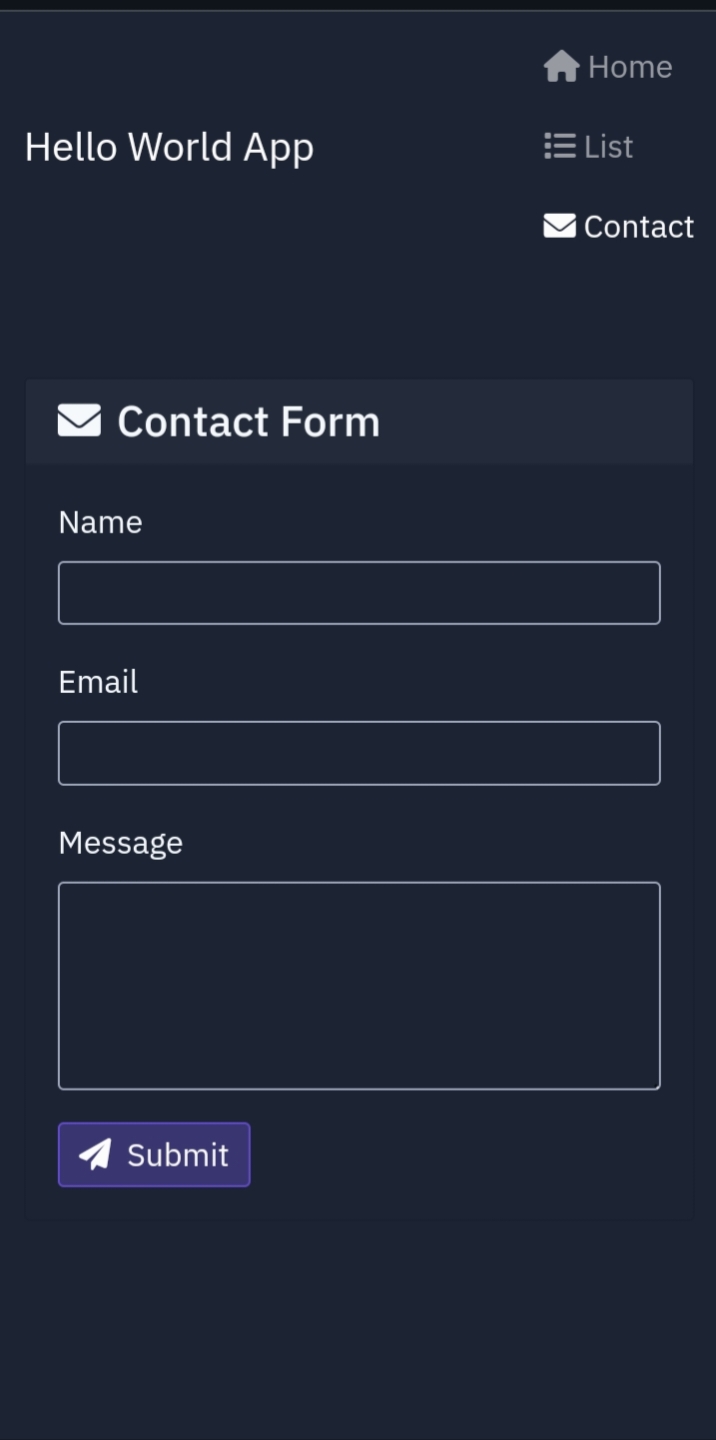 Home
Hello World App
List
Contact
Contact Form
Name
Email
Message
Submit